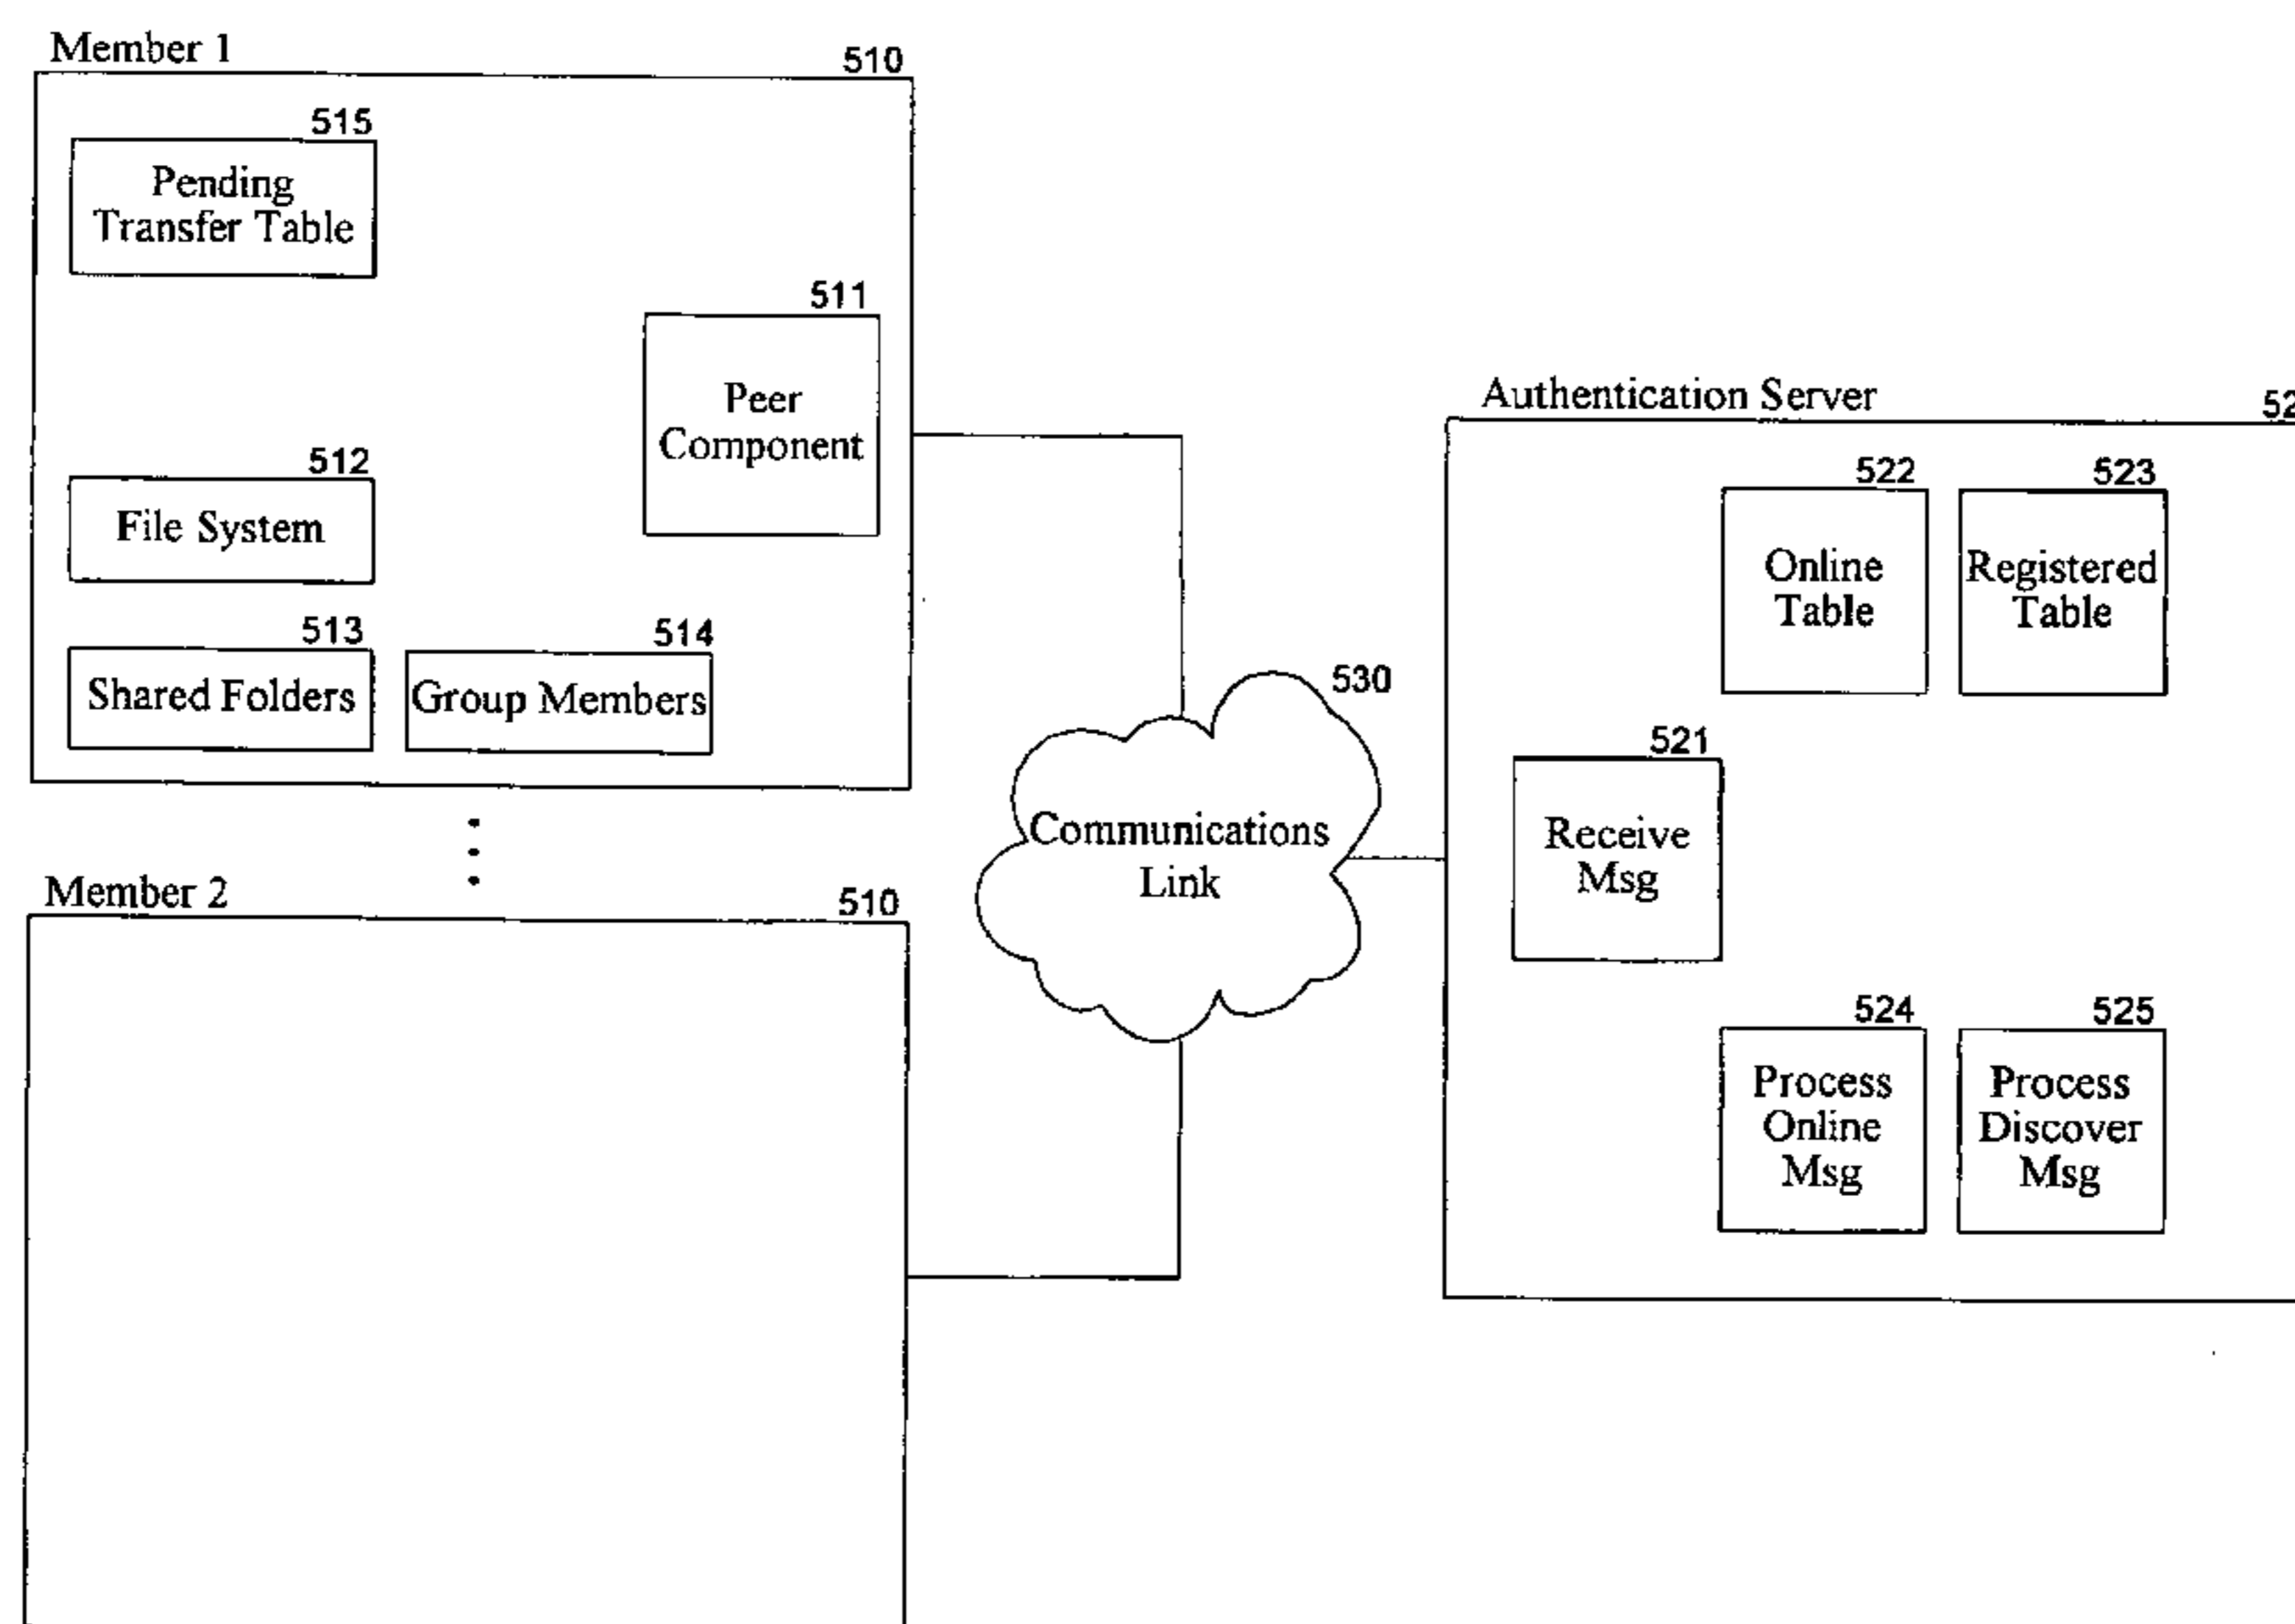 Member 1
510
515
Pending
Transfer Table
511
Peer
Component
512
File System
513
Shared Folders
514
Group Members
Member 2
510
530
Communications
Link
Authentication Server
522
Online
Table
523
Registered
Table
521
Receive
Msg
524
Process
Online
Msg
525
Process
Discover
Msg